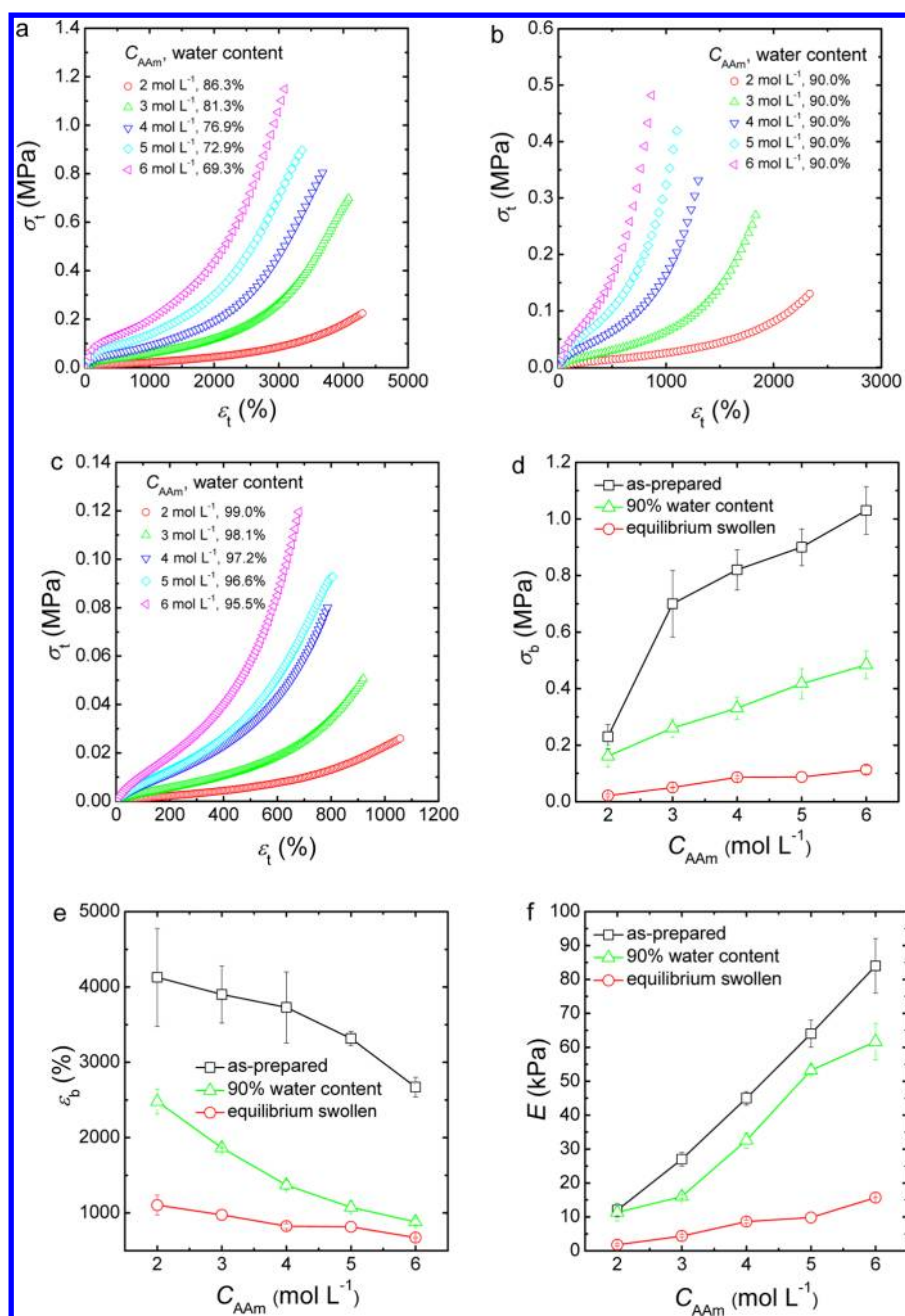 a
C_AAm, water content
2 mol L⁻¹, 86.3%
3 mol L⁻¹, 81.3%
4 mol L⁻¹, 76.9%
5 mol L⁻¹, 72.9%
6 mol L⁻¹, 69.3%
σ_t (MPa)
1.6
1.4
1.2
1.0
0.8
0.6
0.4
0.2
0.0
0 1000 2000 3000 4000 5000
ε_t (%)
b
C_AAm, water content
2 mol L⁻¹, 90.0%
3 mol L⁻¹, 90.0%
4 mol L⁻¹, 90.0%
5 mol L⁻¹, 90.0%
6 mol L⁻¹, 90.0%
σ_t (MPa)
0.6
0.5
0.4
0.3
0.2
0.1
0.0
0 1000 2000 3000
ε_t (%)
c
C_AAm, water content
2 mol L⁻¹, 99.0%
3 mol L⁻¹, 98.1%
4 mol L⁻¹, 97.2%
5 mol L⁻¹, 96.6%
6 mol L⁻¹, 95.5%
σ_t (MPa)
0.14
0.12
0.10
0.08
0.06
0.04
0.02
0.00
0 200 400 600 800 1000 1200
ε_t (%)
d
as-prepared
90% water content
equilibrium swollen
σ_b (MPa)
1.2
1.0
0.8
0.6
0.4
0.2
0.0
2 3 4 5 6
C_AAm (mol L⁻¹)
e
as-prepared
90% water content
equilibrium swollen
ε_b (%)
5000
4000
3000
2000
1000
2 3 4 5 6
C_AAm (mol L⁻¹)
f
as-prepared
90% water content
equilibrium swollen
E (kPa)
100
90
80
70
60
50
40
30
20
10
0
2 3 4 5 6
C_AAm (mol L⁻¹)